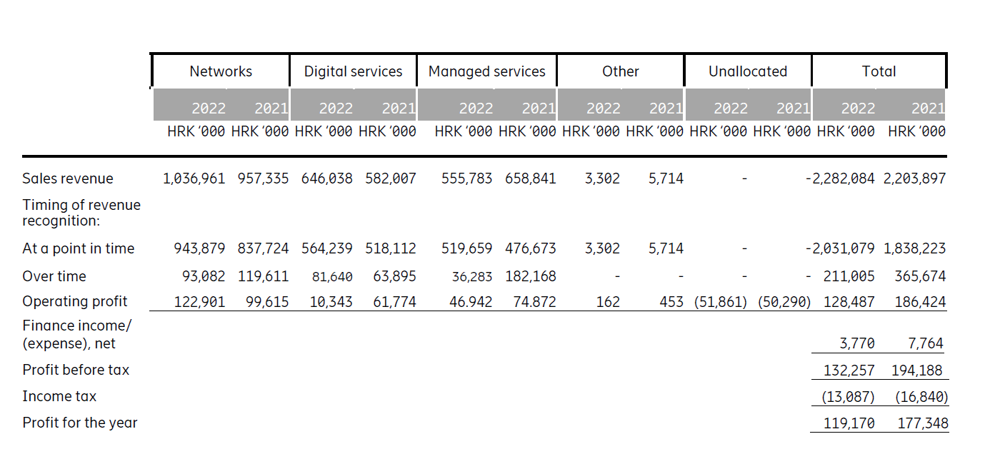 Networks Digital services Managed services Other Unallocated Total
2022 2021 2022 2021 2022 2021 2022 2021 2022 2021 2022 2021
HRK ‘000 HRK ‘000 HRK ‘000 HRK ‘000 HRK ‘000 HRK ‘000 HRK ‘000 HRK ‘000 HRK ‘000 HRK ‘000 HRK ‘000 HRK ‘000
Sales revenue 1,036,961 957,335 646,038 582,007 555,783 658,841 3,302 5,714 - -2,282,084 2,203,897
Timing of revenue
recognition:
At a point in time 943,879 837,724 564,239 518,112 519,659 476,673 3,302 5,714 - -2,031,079 1,838,223
Over time 93,082 119,611 81,640 63,895 36,283 182,168 - - - - 211,005 365,674
Operating profit 122,901 99,615 10,343 61,774 46.942 74.872 162 453 (51,861) (50,290) 128,487 186,424
Finance income/
(expense), net 3,770 7,764
Profit before tax 132,257 194,188
Income tax (13,087) (16,840)
Profit for the year 119,170 177,348